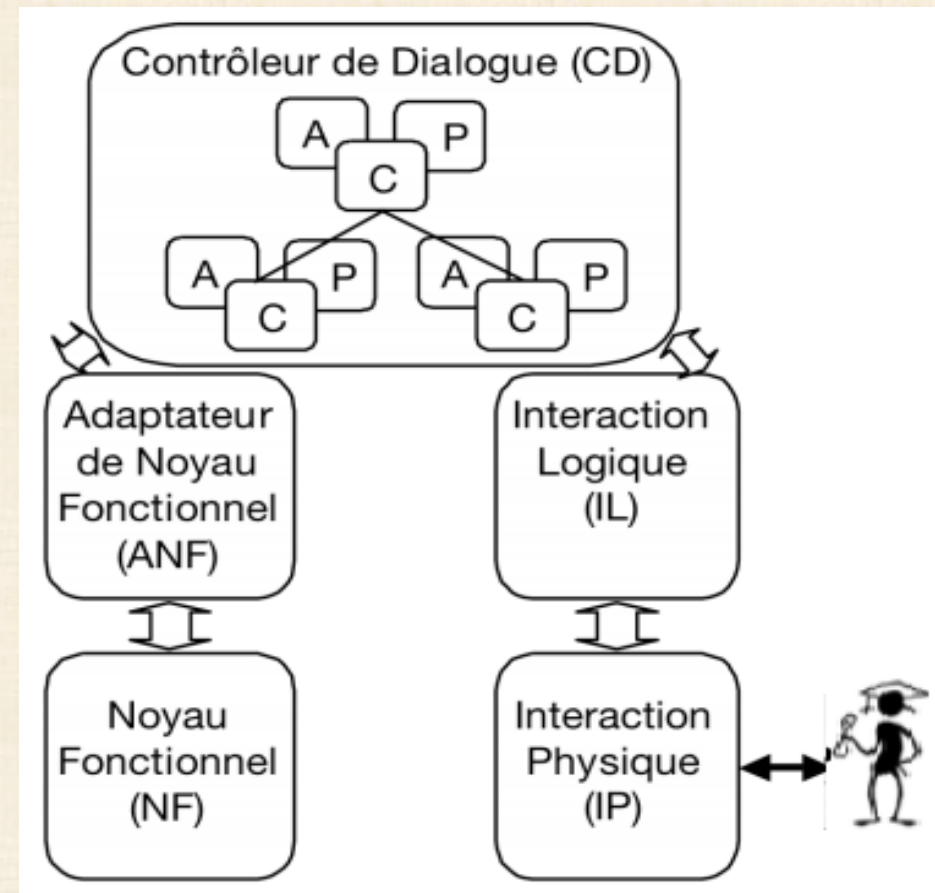 Contrôleur de Dialogue (CD)
A P
C
A P A P
C C
Adaptateur
de Noyau
Fonctionnel
(ANF)
Interaction
Logique
(IL)
Noyau
Fonctionnel
(NF)
Interaction
Physique
(IP)